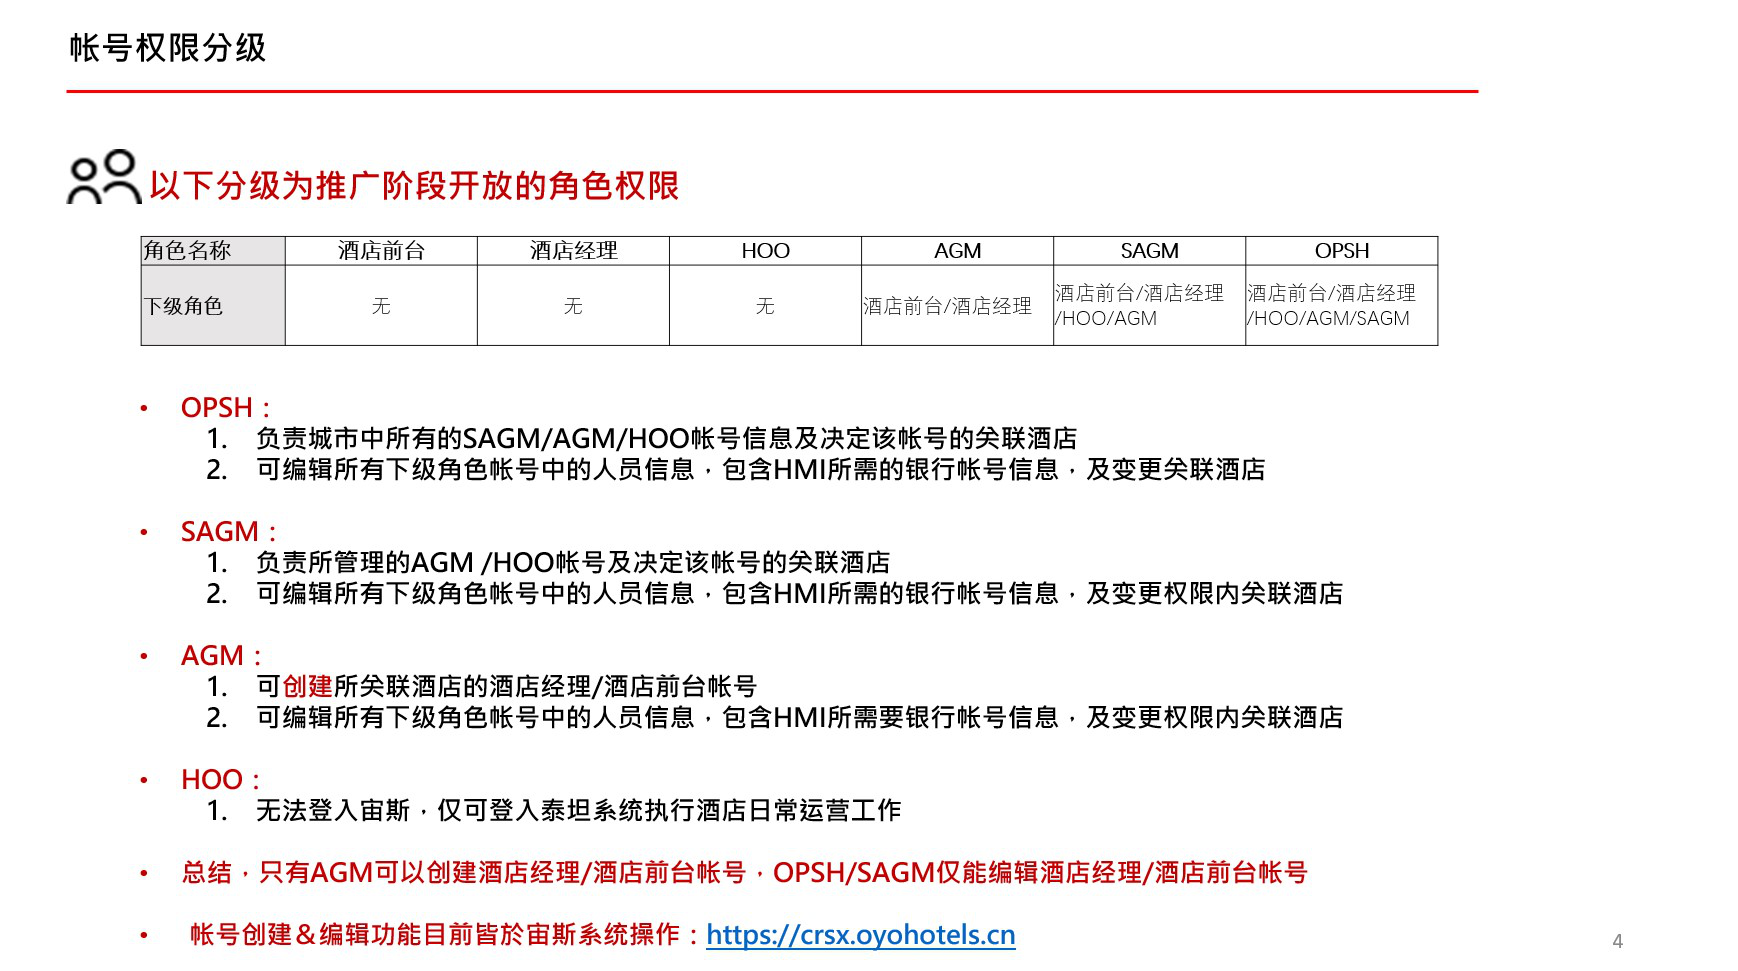 帐号权限分级
以下分级为推广阶段开放的角色权限
角色名称 酒店前台 酒店经理 HOO AGM SAGM OPSH
下级角色 无 无 无 酒店前台/酒店经理 酒店前台/酒店经理/HOO/AGM 酒店前台/酒店经理/HOO/AGM/SAGM
• OPSH：
1. 负责城市中所有的SAGM/AGM/HOO帐号信息及决定该帐号的关联酒店
2. 可编辑所有下级角色帐号中的人员信息，包含HMI所需的银行帐号信息，及变更关联酒店
• SAGM：
1. 负责所管理的AGM /HOO帐号及决定该帐号的关联酒店
2. 可编辑所有下级角色帐号中的人员信息，包含HMI所需的银行帐号信息，及变更权限内关联酒店
• AGM：
1. 可创建所关联酒店的酒店经理/酒店前台帐号
2. 可编辑所有下级角色帐号中的人员信息，包含HMI所需要银行帐号信息，及变更权限内关联酒店
• HOO：
1. 无法登入宙斯，仅可登入泰坦系统执行酒店日常运营工作
• 总结，只有AGM可以创建酒店经理/酒店前台帐号，OPSH/SAGM仅能编辑酒店经理/酒店前台帐号
• 帐号创建＆编辑功能目前皆於宙斯系统操作：https://crsx.oyohotels.cn
4